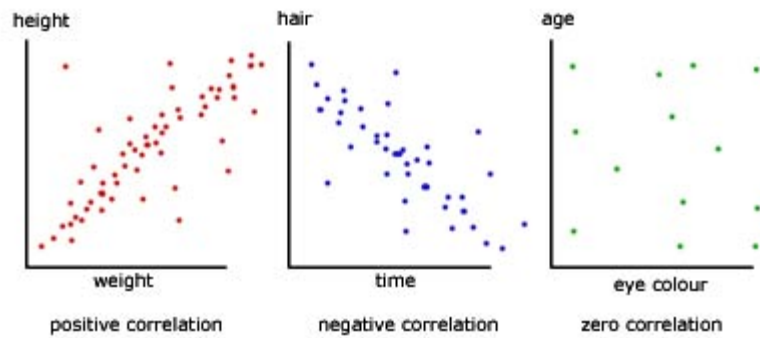 height
hair
age
weight
time
eye colour
positive correlation
negative correlation
zero correlation